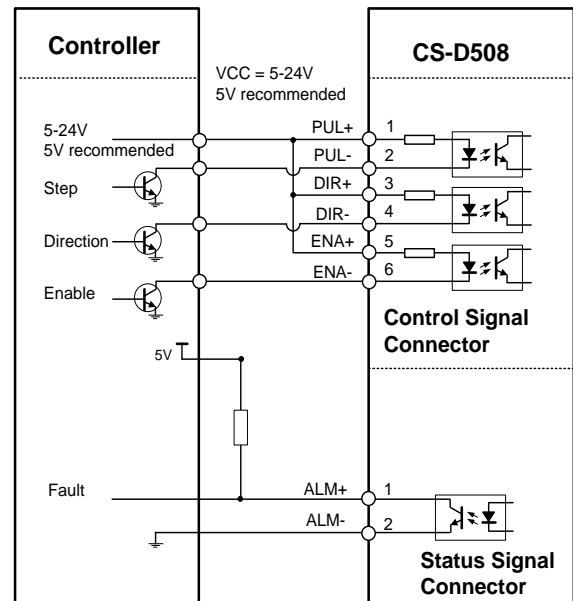 Controller
CS-D508
VCC = 5-24V
5V recommended
5-24V
5V recommended
PUL+
1
PUL-
2
Step
DIR+
3
DIR-
4
Direction
ENA+
5
ENA-
6
Enable
Control Signal
Connector
5V
Fault
ALM+
1
ALM-
2
Status Signal
Connector